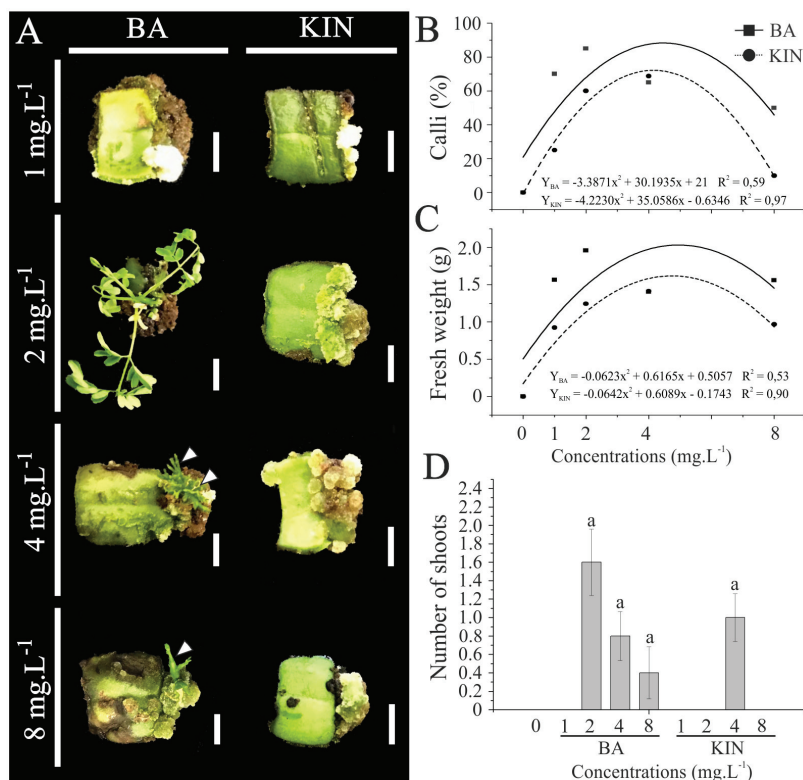 A
BA
KIN
1 mg.L⁻¹
2 mg.L⁻¹
4 mg.L⁻¹
8 mg.L⁻¹
B
BA
KIN
Calli (%)
100
80
60
40
20
0
Y_BA = -3.3871x² + 30.1935x + 21 R² = 0,59
Y_KIN = -4.2230x² + 35.0586x - 0.6346 R² = 0,97
C
Fresh weight (g)
2.0
1.5
1.0
0.5
0
Y_BA = -0.0623x² + 0.6165x + 0.5057 R² = 0,53
Y_KIN = -0.0642x² + 0.6089x - 0.1743 R² = 0,90
0 1 2 4 8
Concentrations (mg.L⁻¹)
D
Number of shoots
2.4
2.2
2.0
1.8
1.6
1.4
1.2
1.0
0.8
0.6
0.4
0.2
0
a
a
a
a
0 1 2 4 8 1 2 4 8
BA KIN
Concentrations (mg.L⁻¹)